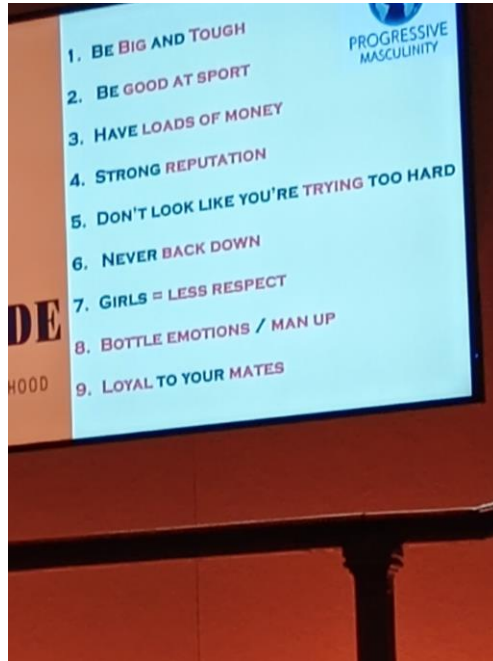 PROGRESSIVE
MASCULINITY
1. BE BIG AND TOUGH
2. BE GOOD AT SPORT
3. HAVE LOADS OF MONEY
4. STRONG REPUTATION
5. DON'T LOOK LIKE YOU'RE TRYING TOO HARD
6. NEVER BACK DOWN
7. GIRLS = LESS RESPECT
8. BOTTLE EMOTIONS / MAN UP
9. LOYAL TO YOUR MATES
DE
HOOD